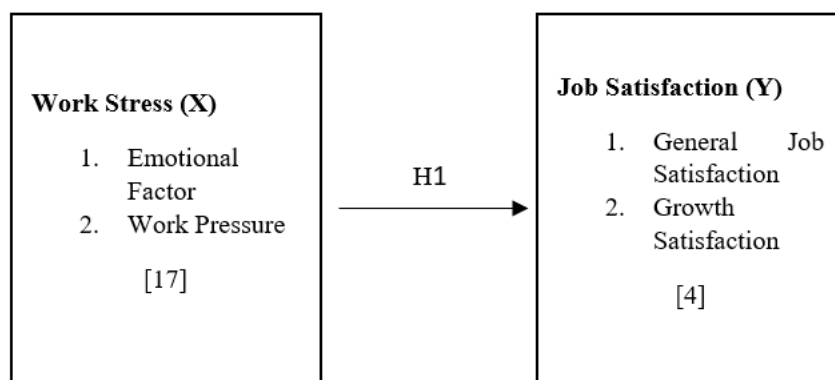 Work Stress (X)
1. Emotional
Factor
2. Work Pressure
[17]
H1
Job Satisfaction (Y)
1. General Job
Satisfaction
2. Growth
Satisfaction
[4]